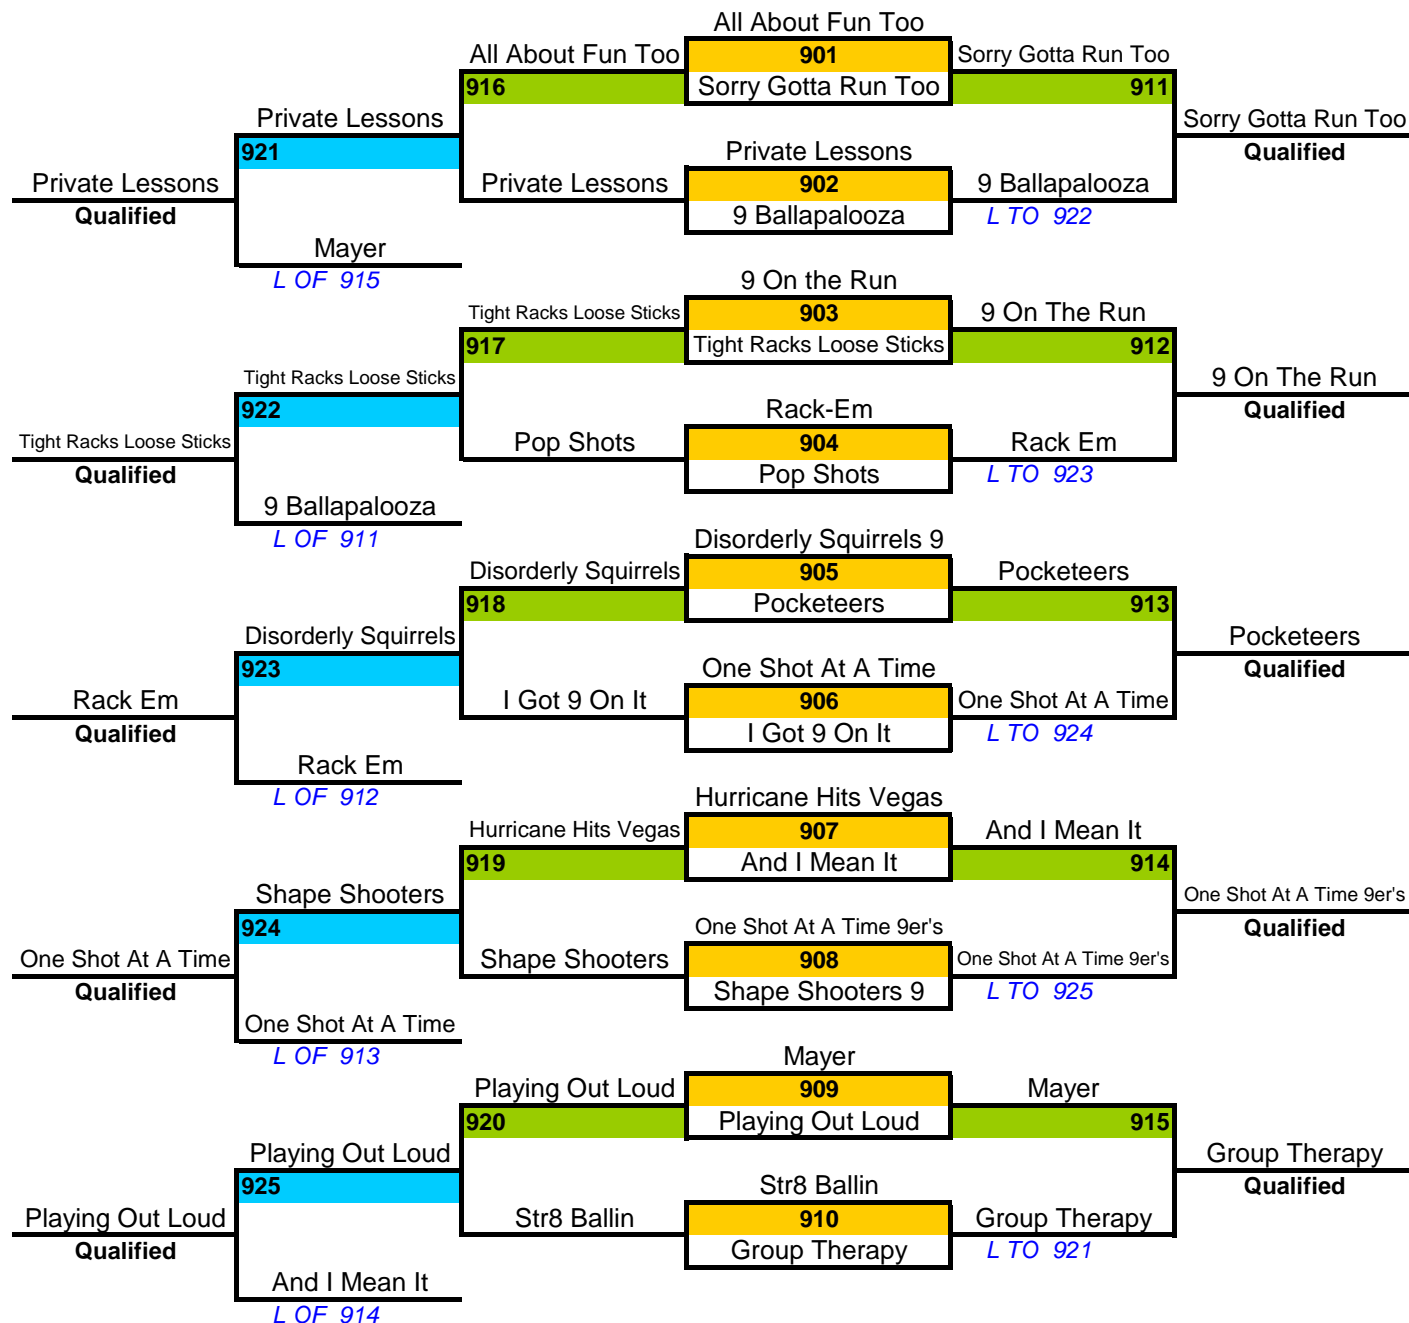 All About Fun Too
All About Fun Too 901 Sorry Gotta Run Too
916 Sorry Gotta Run Too 911
Private Lessons Sorry Gotta Run Too
921 Private Lessons Qualified
Private Lessons Private Lessons 902 9 Ballapalooza
Qualified 9 Ballapalooza L TO 922
Mayer
L OF 915 9 On the Run
Tight Racks Loose Sticks 903 9 On The Run
917 Tight Racks Loose Sticks 912
Tight Racks Loose Sticks 9 On The Run
922 Rack-Em Qualified
Tight Racks Loose Sticks Pop Shots 904 Rack Em
Qualified Pop Shots L TO 923
9 Ballapalooza
L OF 911 Disorderly Squirrels 9
Disorderly Squirrels 905 Pocketeers
918 Pocketeers 913
Disorderly Squirrels Pocketeers
923 One Shot At A Time Qualified
Rack Em I Got 9 On It 906 One Shot At A Time
Qualified I Got 9 On It L TO 924
Rack Em
L OF 912 Hurricane Hits Vegas
Hurricane Hits Vegas 907 And I Mean It
919 And I Mean It 914
Shape Shooters One Shot At A Time 9er's
924 One Shot At A Time 9er's Qualified
One Shot At A Time Shape Shooters 908 One Shot At A Time 9er's
Qualified Shape Shooters 9 L TO 925
One Shot At A Time
L OF 913 Mayer
Playing Out Loud 909 Mayer
920 Playing Out Loud 915
Playing Out Loud Group Therapy
925 Str8 Ballin Qualified
Playing Out Loud Str8 Ballin 910 Group Therapy
Qualified Group Therapy L TO 921
And I Mean It
L OF 914